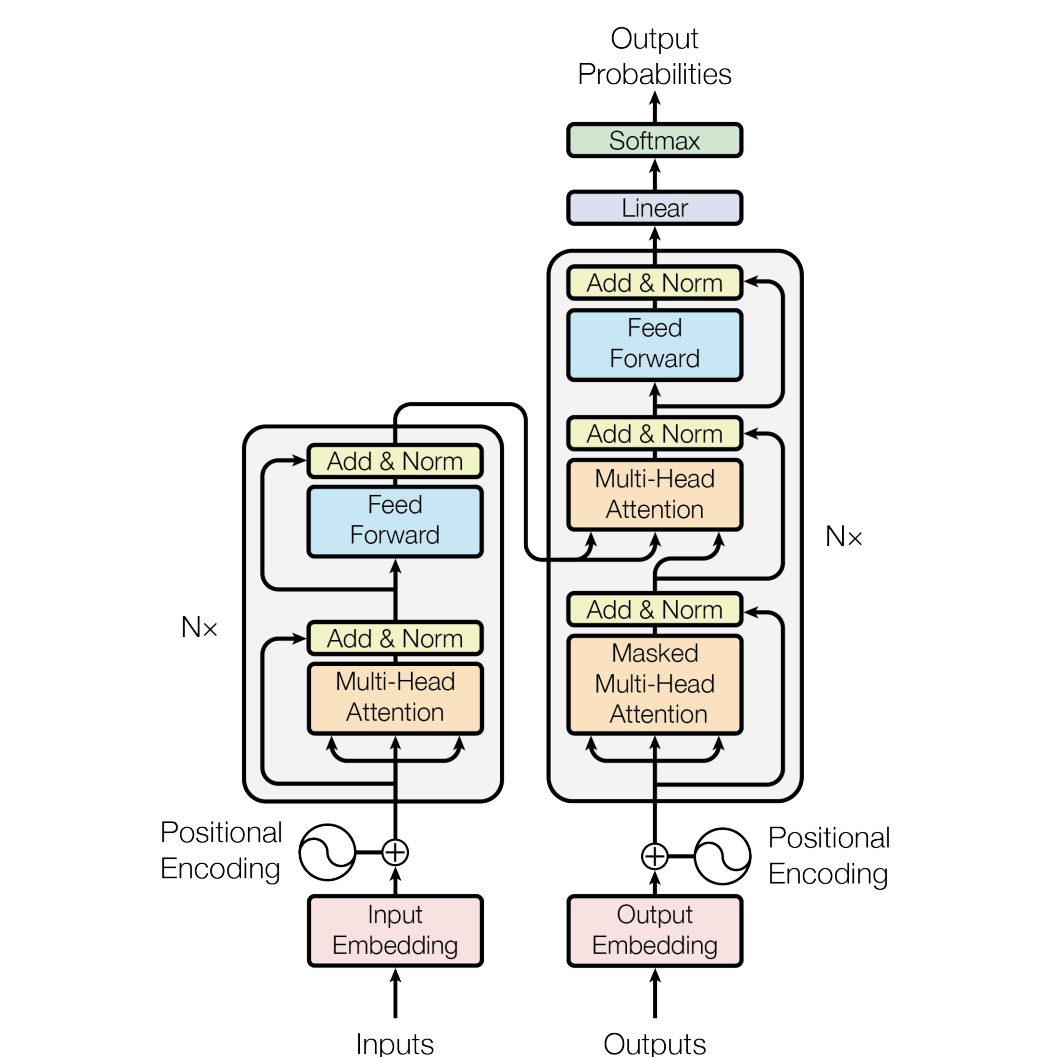 Output
Probabilities
Softmax
Linear
Add & Norm
Feed
Forward
Add & Norm
Multi-Head
Attention
Nx
Add & Norm
Masked
Multi-Head
Attention
Add & Norm
Feed
Forward
Nx
Add & Norm
Multi-Head
Attention
Positional
Encoding
Positional
Encoding
Input
Embedding
Output
Embedding
Inputs
Outputs